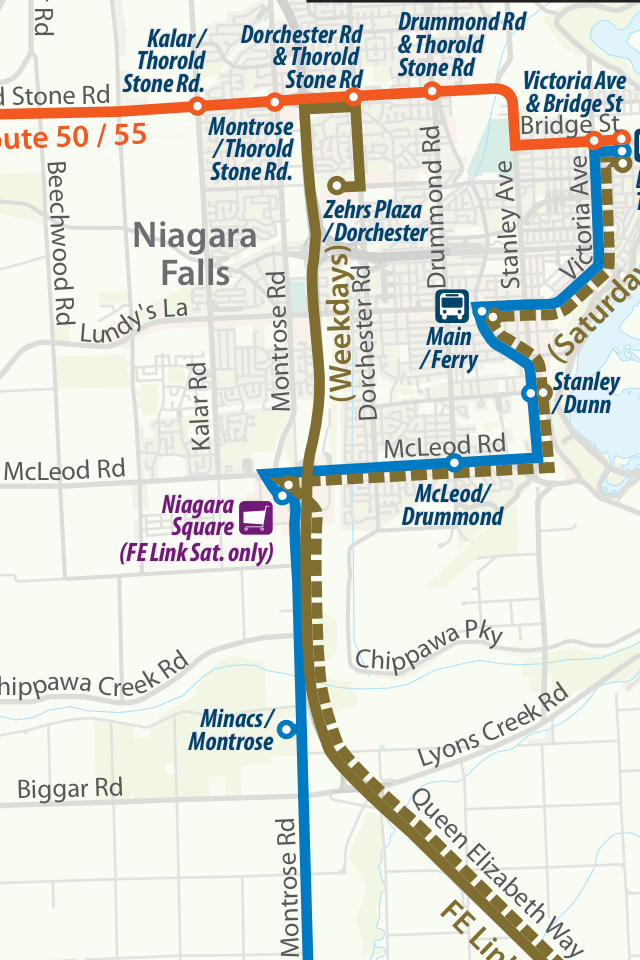 Rd
Kalar /
Thorold
Stone Rd.
Dorchester Rd
& Thorold
Stone Rd
Drummond Rd
& Thorold
Stone Rd
Victoria Ave
& Bridge St
d Stone Rd
Bridge St
oute 50 / 55
Montrose
/ Thorold
Stone Rd.
Beechwood Rd
Drummond Rd
Stanley Ave
Victoria Ave
Zehrs Plaza
/ Dorchester
Niagara
Falls
(Weekdays)
Dorchester Rd
Montrose Rd
Lundy's La
Main
/ Ferry
(Saturday
Kalar Rd
Stanley
/ Dunn
McLeod Rd
McLeod Rd
McLeod/
Drummond
Niagara
Square
(FE Link Sat. only)
Chippawa Pky
hippawa Creek Rd
Minacs /
Montrose
Lyons Creek Rd
Biggar Rd
Montrose Rd
Queen Elizabeth Way
FE Link